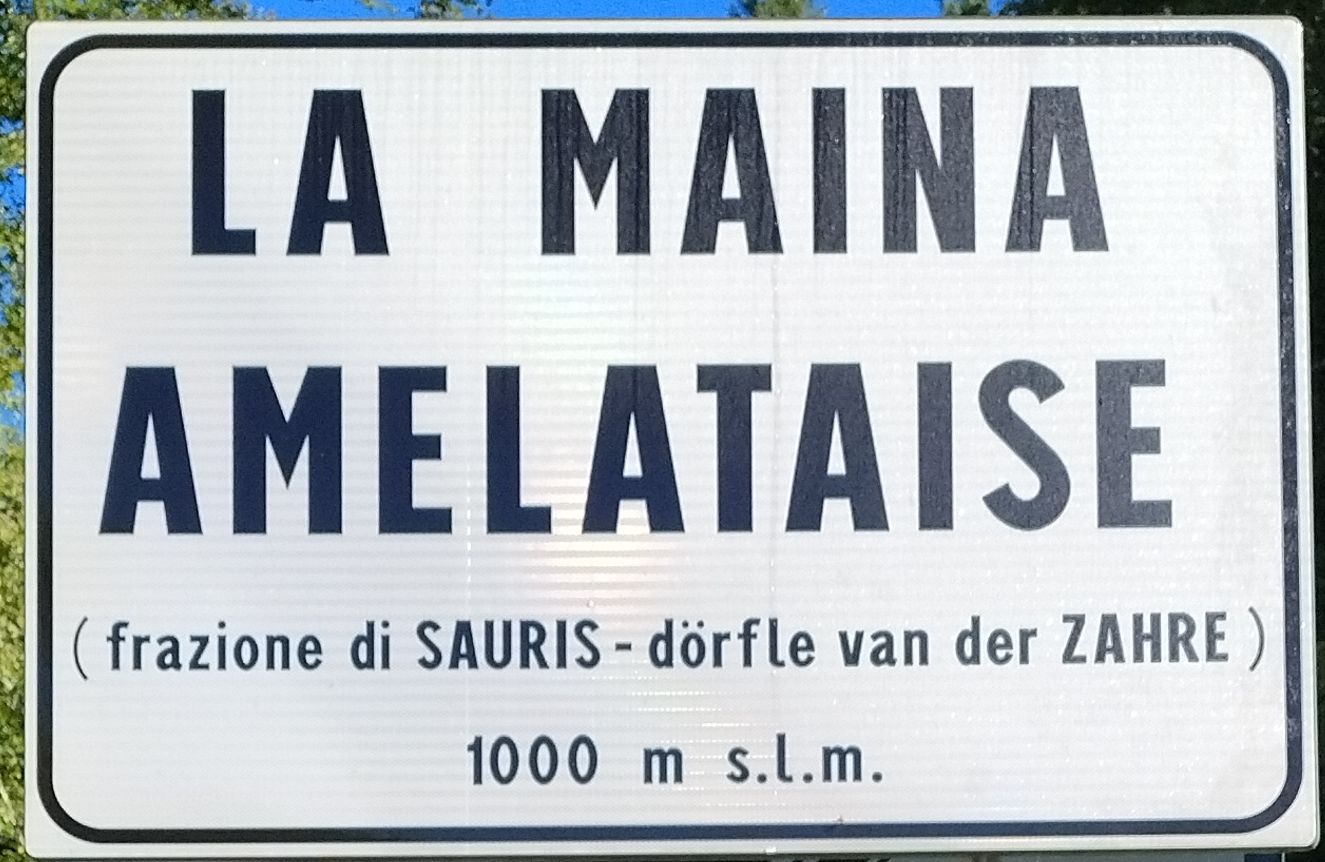 LA MAINA
AMELATAISE
(frazione di SAURIS - dörfle van der ZAHRE)
1000 m s.l.m.